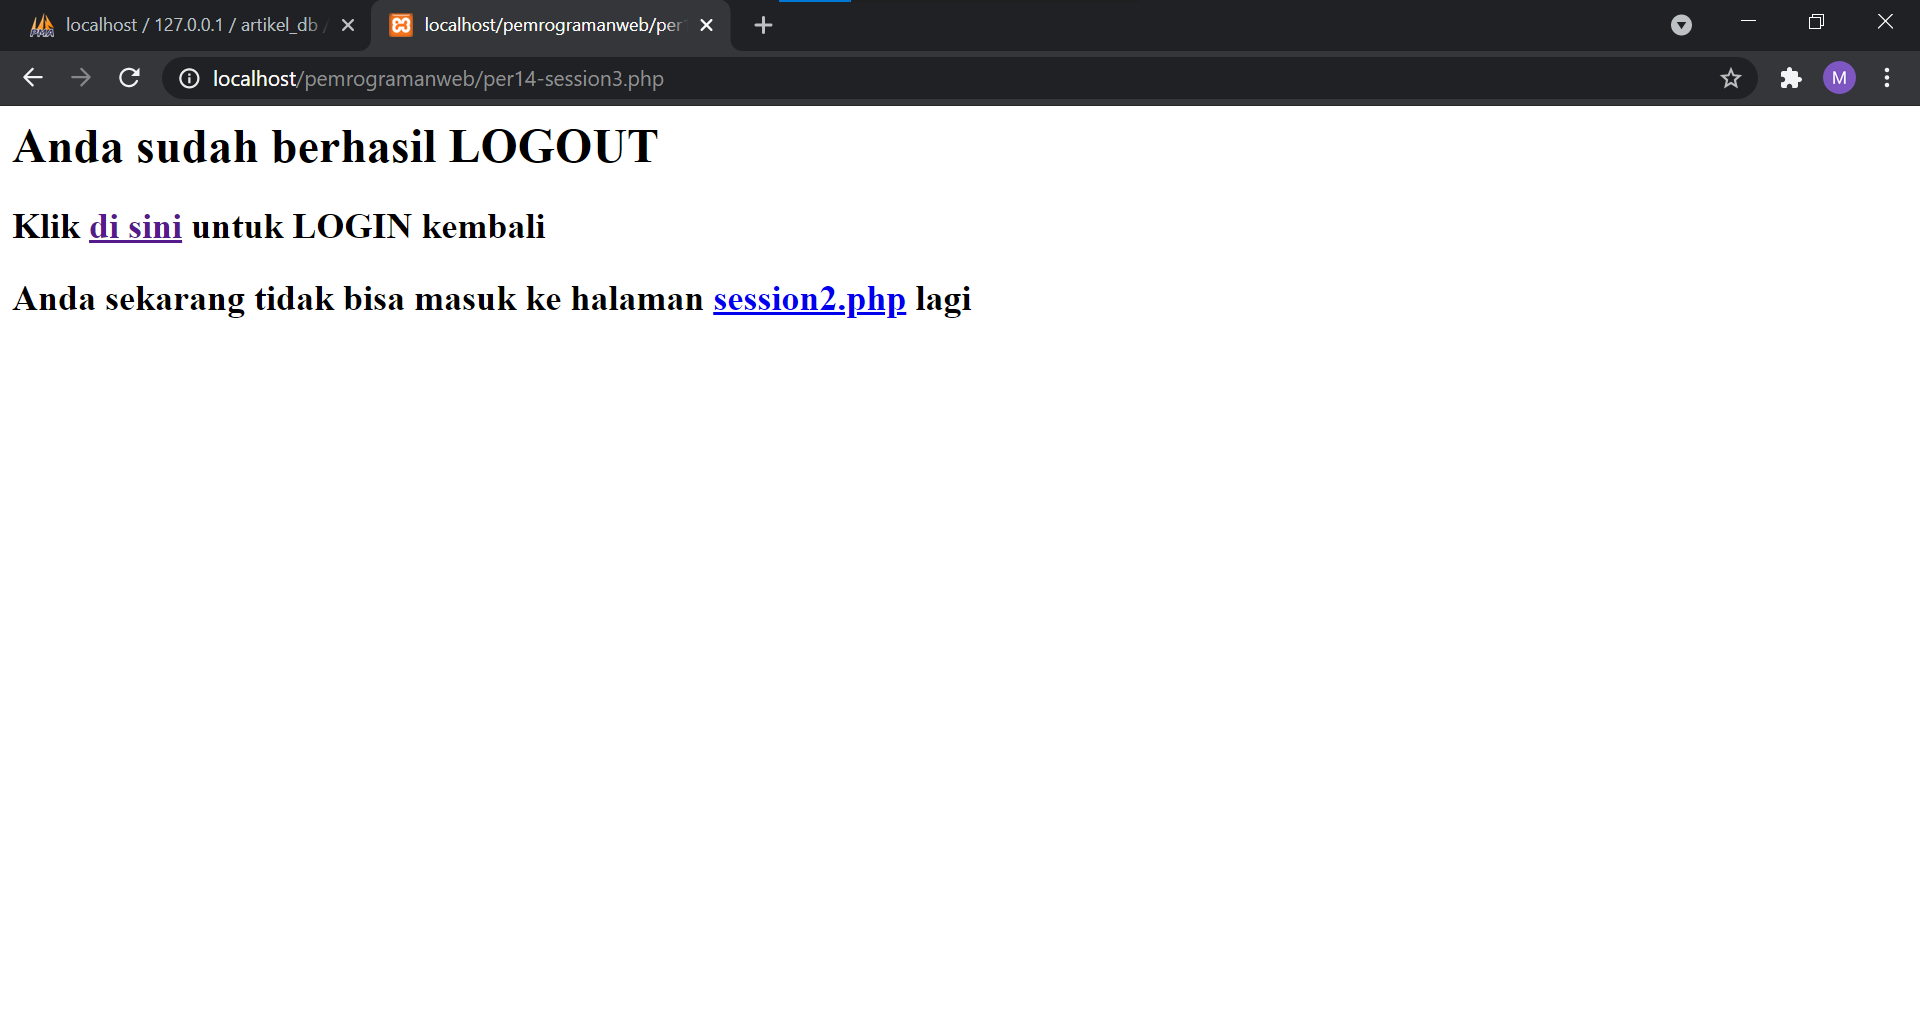 localhost / 127.0.0.1 / artikel_db /
localhost/pemrogramanweb/per
localhost/pemrogramanweb/per14-session3.php
M
Anda sudah berhasil LOGOUT
Klik di sini untuk LOGIN kembali
Anda sekarang tidak bisa masuk ke halaman session2.php lagi